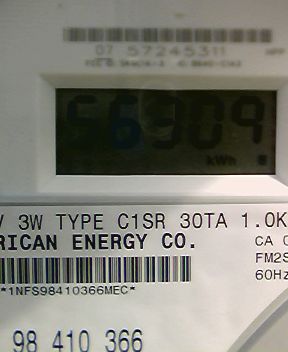 07 57245311
56909
kWh
V 3W TYPE C1SR 30TA 1.0K
RICAN ENERGY CO.
CA
FM2S
60Hz
*1NFS98410366MEC*
98 410 366